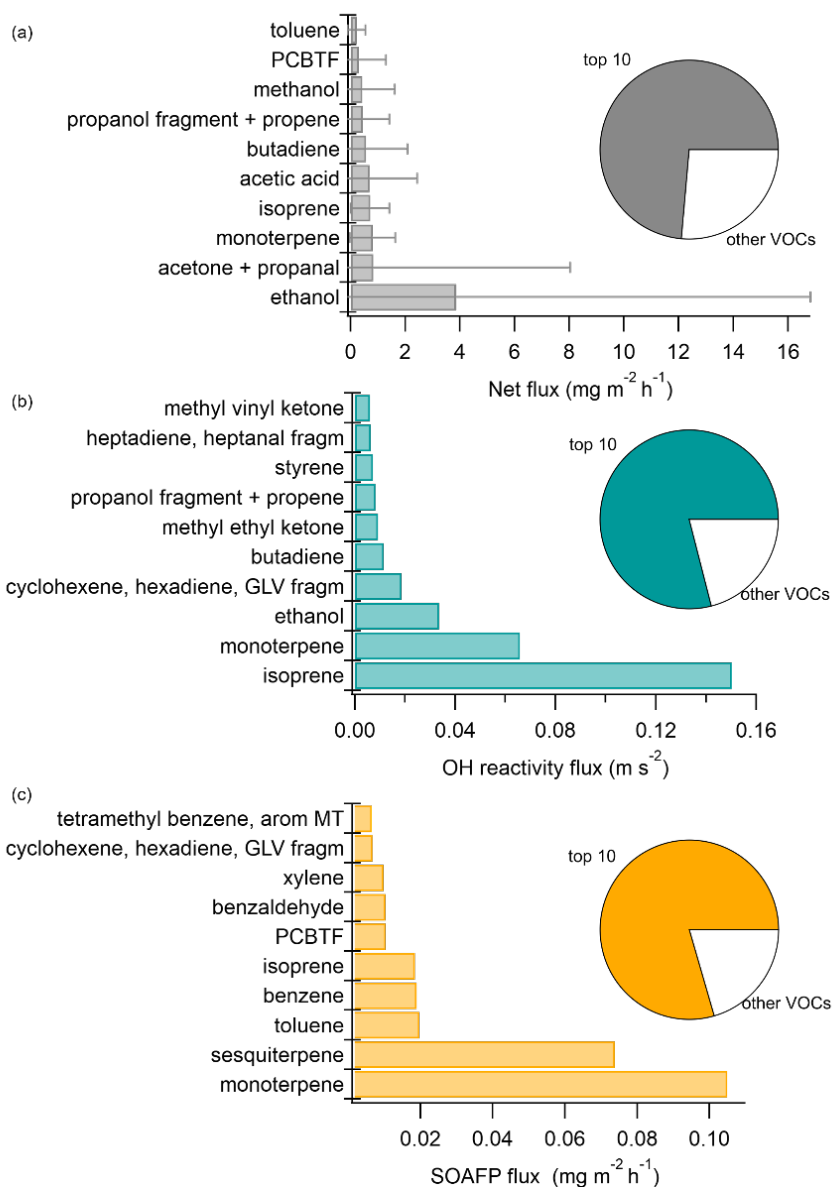 (a)
toluene
PCBTF
methanol
propanol fragment + propene
butadiene
acetic acid
isoprene
monoterpene
acetone + propanal
ethanol
top 10
other VOCs
0 2 4 6 8 10 12 14 16
Net flux (mg m⁻² h⁻¹)
(b)
methyl vinyl ketone
heptadiene, heptanal fragm
styrene
propanol fragment + propene
methyl ethyl ketone
butadiene
cyclohexene, hexadiene, GLV fragm
ethanol
monoterpene
isoprene
top 10
other VOCs
0.00 0.04 0.08 0.12 0.16
OH reactivity flux (m s⁻²)
(c)
tetramethyl benzene, arom MT
cyclohexene, hexadiene, GLV fragm
xylene
benzaldehyde
PCBTF
isoprene
benzene
toluene
sesquiterpene
monoterpene
top 10
other VOCs
0.02 0.04 0.06 0.08 0.10
SOAFP flux (mg m⁻² h⁻¹)